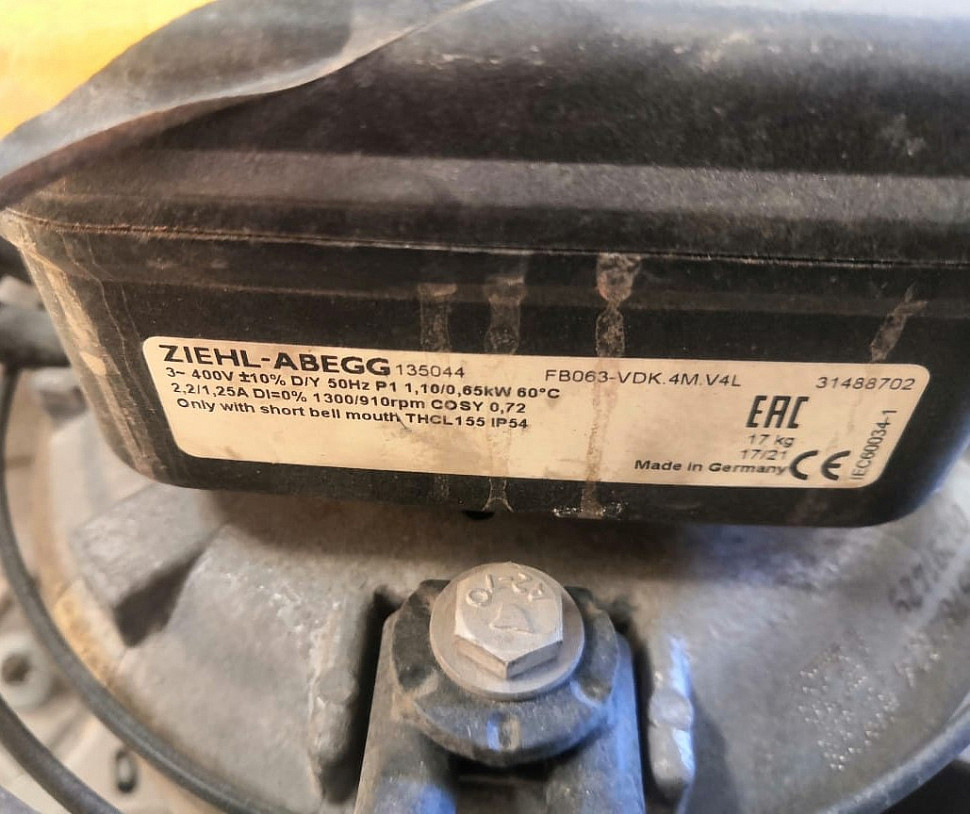 ZIEHL-ABEGG 135044 FB063-VDK.4M.V4L 31488702
3~ 400V ±10% D/Y 50Hz P1 1,10/0,65kW 60°C
2,2/1,25A DI=0% 1300/910rpm COSY 0,72
Only with short bell mouth THCL155 IP54
EAC
17 kg
17/21
Made in Germany CE
IEC60034-1